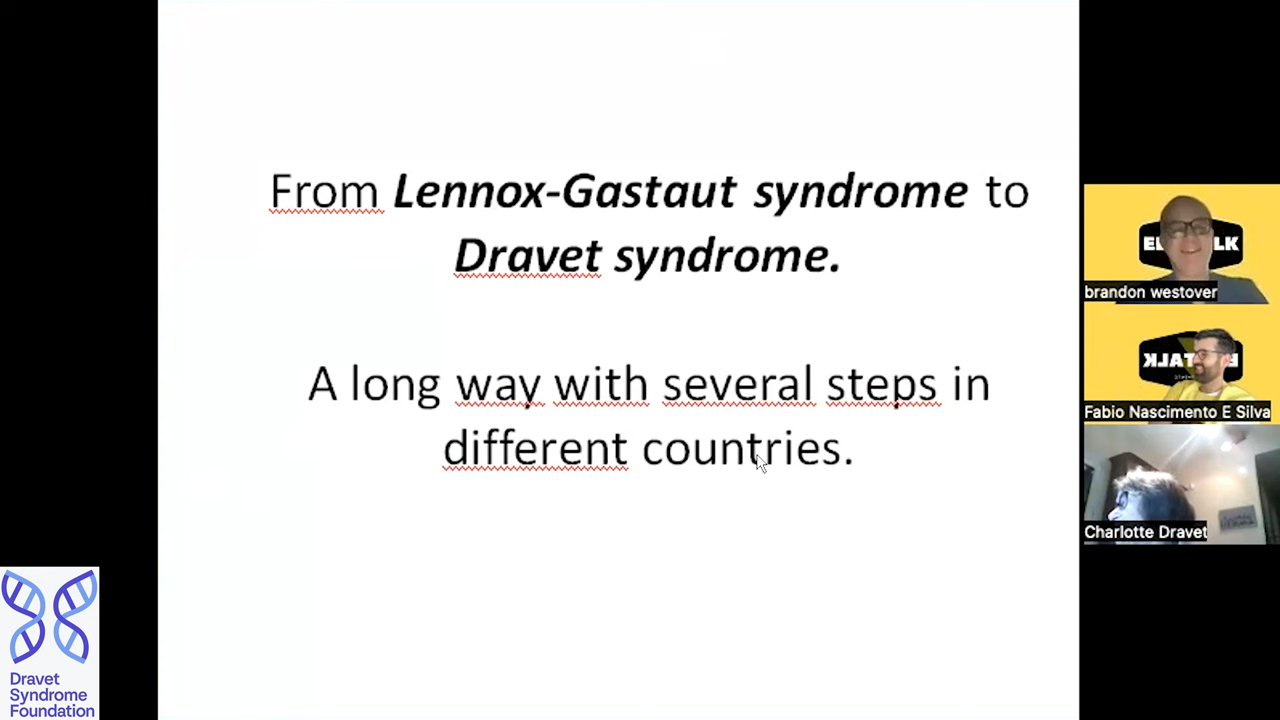 From Lennox-Gastaut syndrome to
Dravet syndrome.
A long way with several steps in
different countries.
brandon westover
Fabio Nascimento E Silva
Charlotte Dravet
Dravet
Syndrome
Foundation